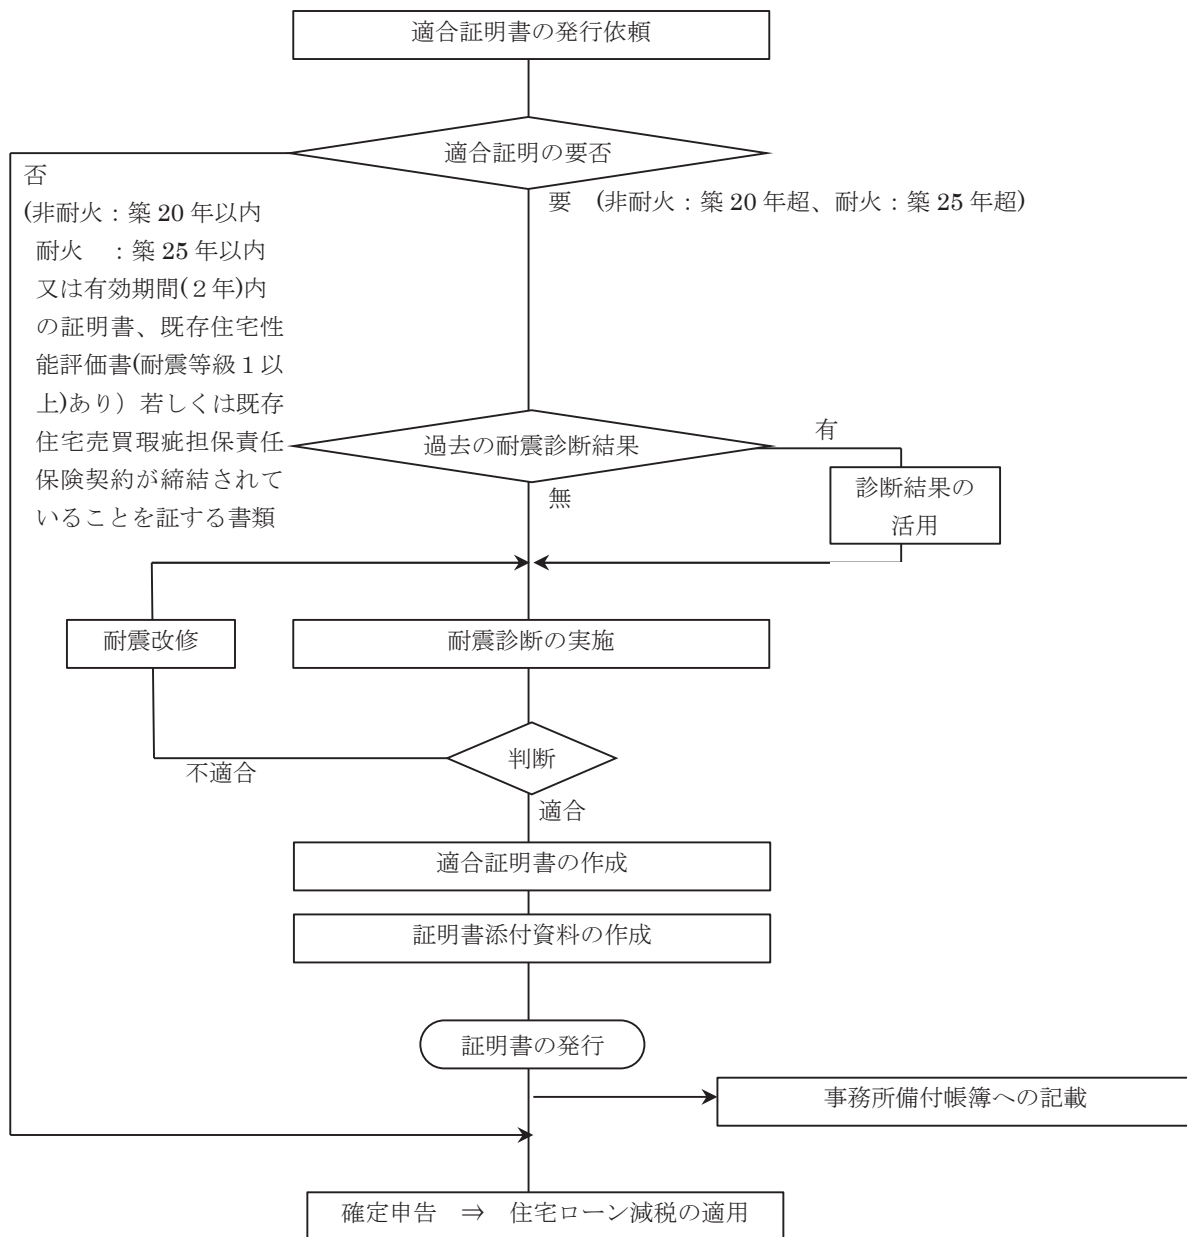 適合証明書の発行依頼
適合証明の要否
否
(非耐火：築 20 年以内
耐火　：築 25 年以内
又は有効期間(２年)内
の証明書、既存住宅性
能評価書(耐震等級１以
上)あり）若しくは既存
住宅売買瑕疵担保責任
保険契約が締結されて
いることを証する書類
要　(非耐火：築 20 年超、耐火：築 25 年超)
過去の耐震診断結果
有
無
診断結果の
活用
耐震改修
耐震診断の実施
判断
不適合
適合
適合証明書の作成
証明書添付資料の作成
証明書の発行
事務所備付帳簿への記載
確定申告　⇒　住宅ローン減税の適用